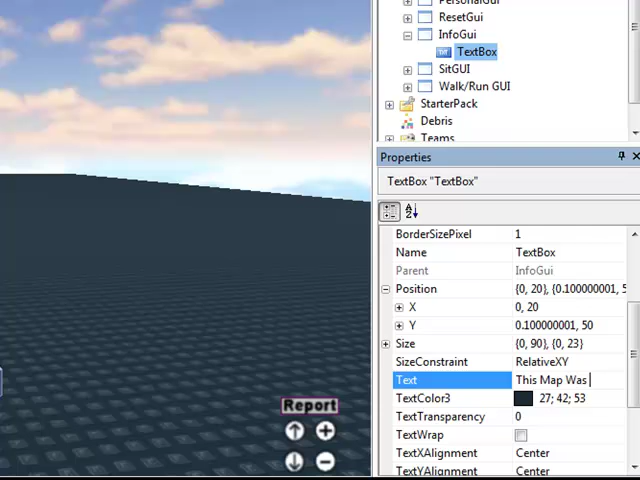 PersonalGui
ResetGui
InfoGui
TextBox
SitGUI
Walk/Run GUI
StarterPack
Debris
Teams
Properties
TextBox "TextBox"
BorderSizePixel 1
Name TextBox
Parent InfoGui
Position {0, 20}, {0.100000001, 5
X 0, 20
Y 0.100000001, 50
Size {0, 90}, {0, 23}
SizeConstraint RelativeXY
Text This Map Was
TextColor3 27; 42; 53
TextTransparency 0
TextWrap
TextXAlignment Center
TextYAlignment Center
Report